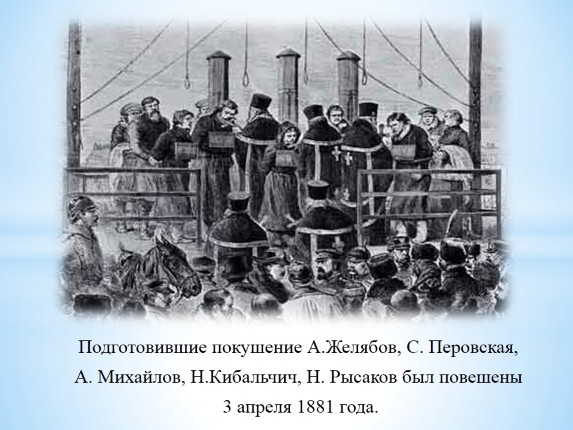 Подготовившие покушение А.Желябов, С. Перовская,
А. Михайлов, Н.Кибальчич, Н. Рысаков был повешены
3 апреля 1881 года.